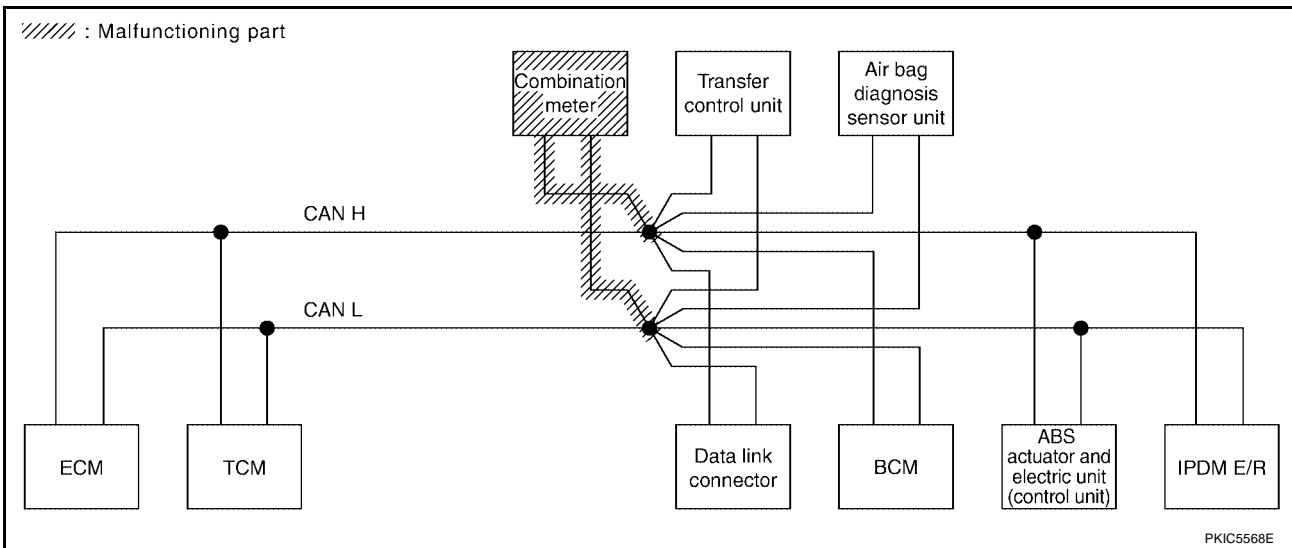 : Malfunctioning part
Combination
meter
Transfer
control unit
Air bag
diagnosis
sensor unit
CAN H
CAN L
ECM
TCM
Data link
connector
BCM
ABS
actuator and
electric unit
(control unit)
IPDM E/R
PKIC5568E